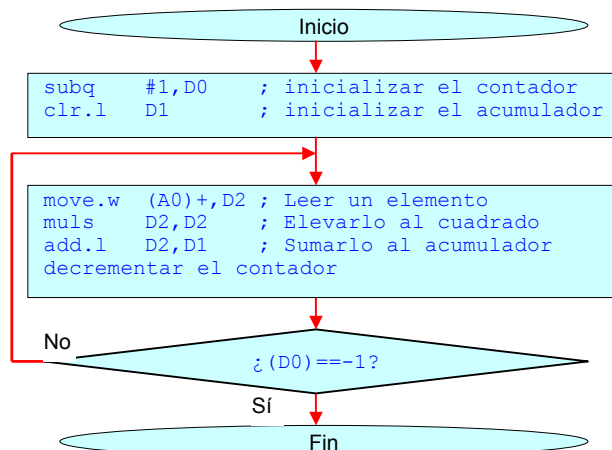 Inicio
subq #1,D0 ; inicializar el contador
clr.l D1 ; inicializar el acumulador
move.w (A0)+,D2 ; Leer un elemento
muls D2,D2 ; Elevarlo al cuadrado
add.l D2,D1 ; Sumarlo al acumulador
decrementar el contador
No
¿(D0)==-1?
Sí
Fin